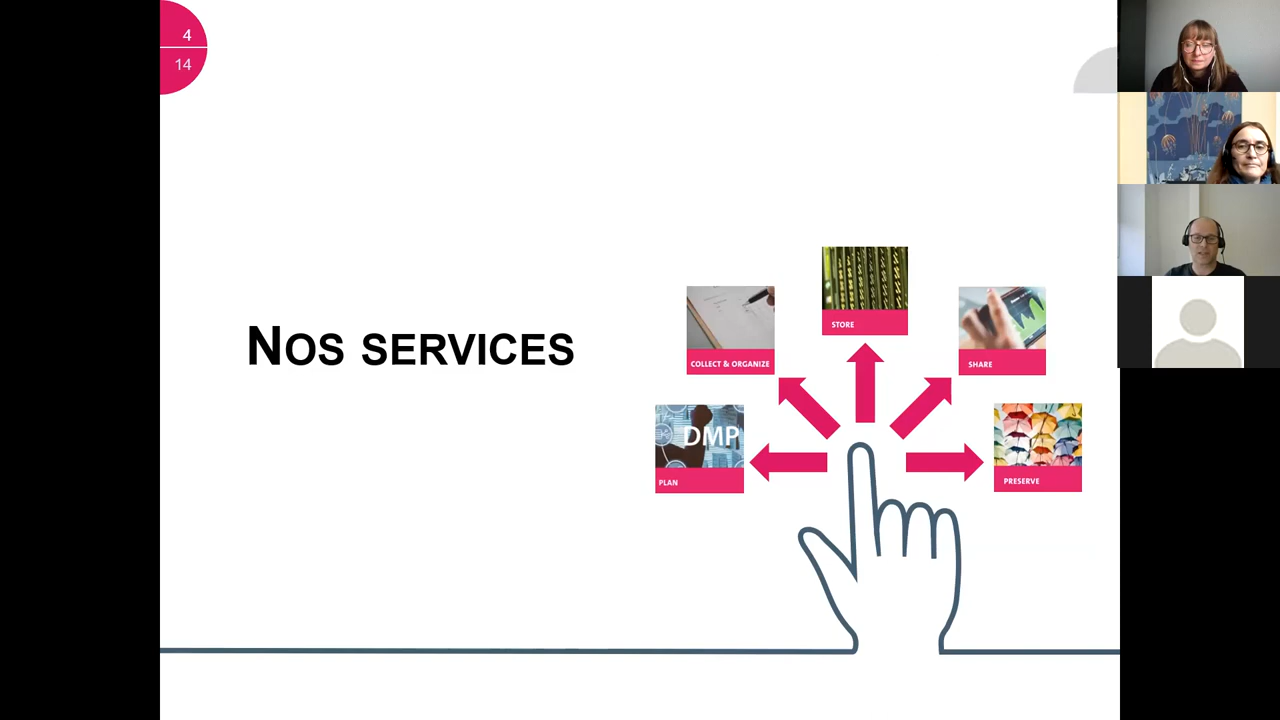 4
14
NOS SERVICES
STORE
COLLECT & ORGANIZE
SHARE
DMP
PLAN
PRESERVE